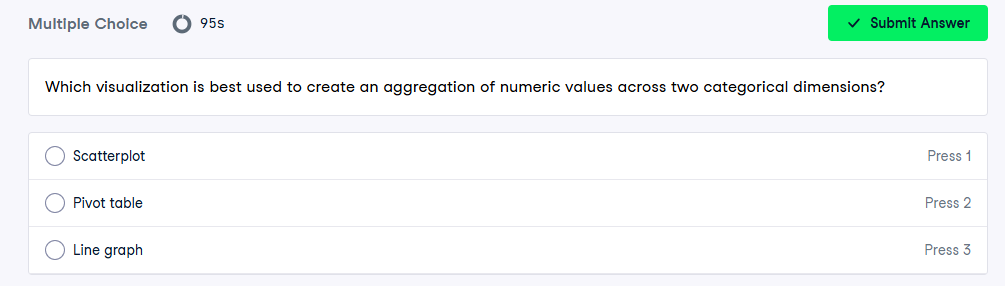 Multiple Choice 95s Submit Answer
Which visualization is best used to create an aggregation of numeric values across two categorical dimensions?
Scatterplot Press 1
Pivot table Press 2
Line graph Press 3